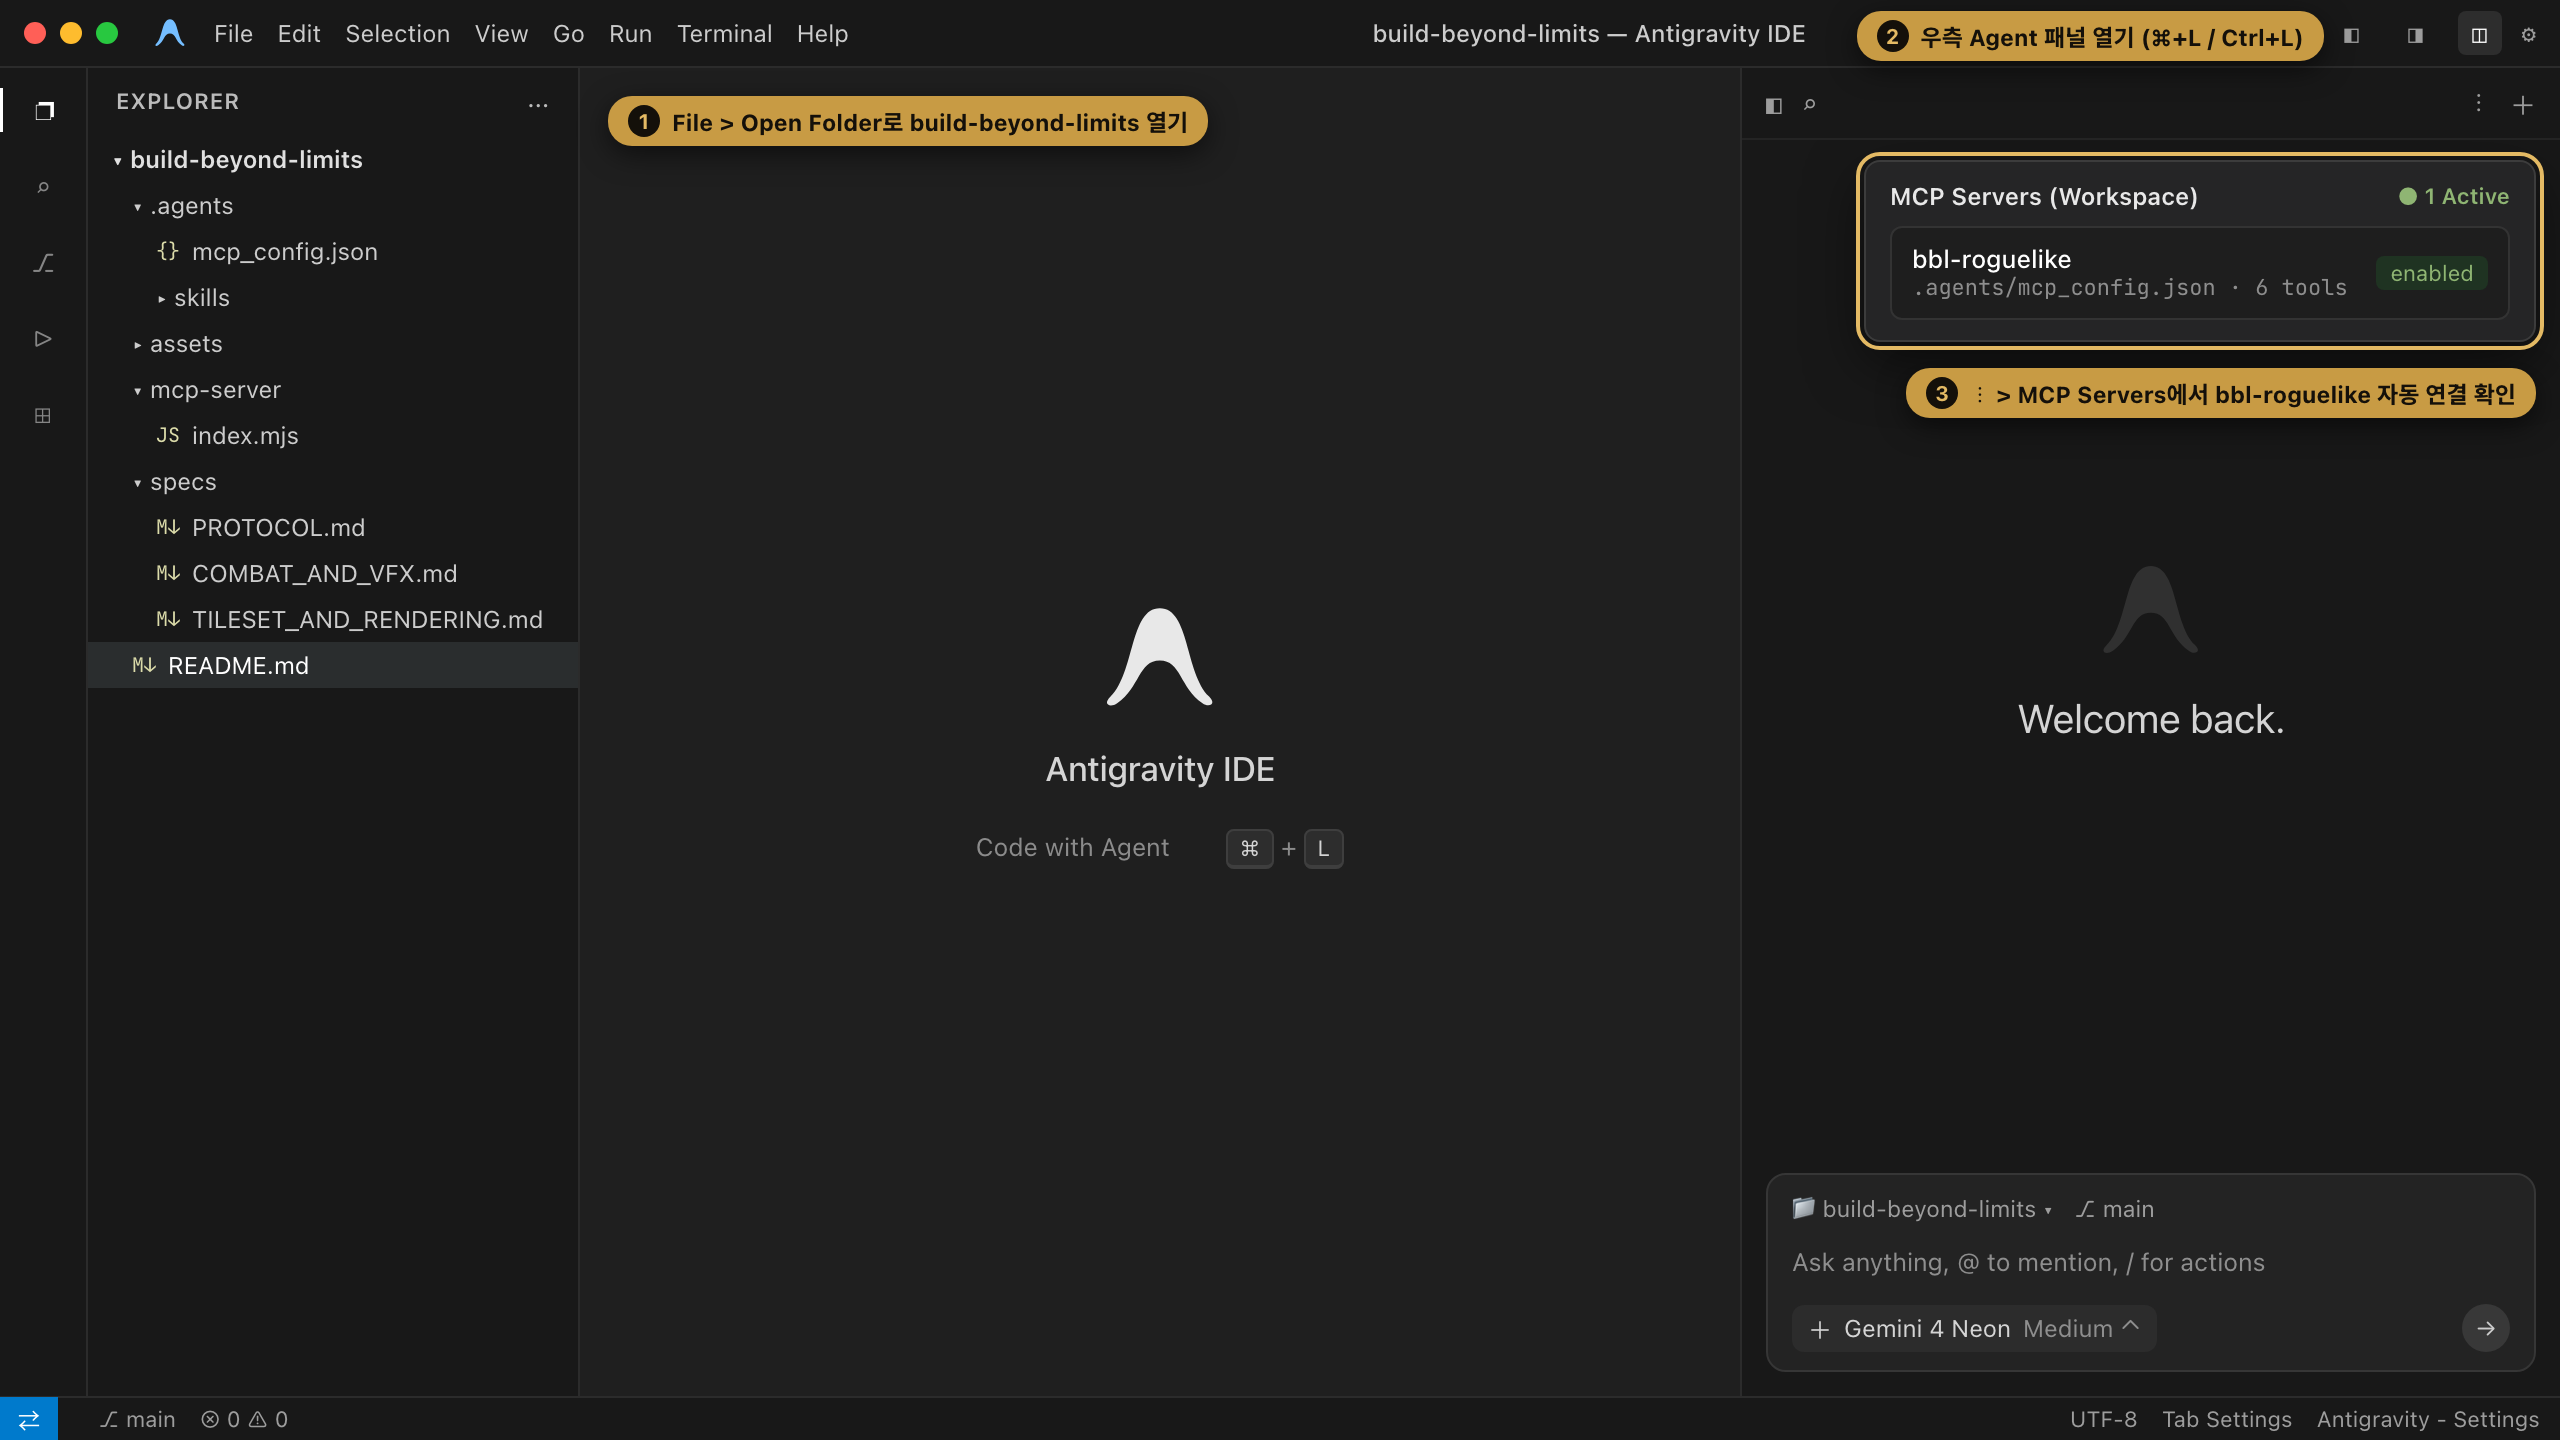 File Edit Selection View Go Run Terminal Help
build-beyond-limits — Antigravity IDE
2 우측 Agent 패널 열기 (⌘+L / Ctrl+L)
EXPLORER
build-beyond-limits
.agents
{} mcp_config.json
skills
assets
mcp-server
JS index.mjs
specs
M↓ PROTOCOL.md
M↓ COMBAT_AND_VFX.md
M↓ TILESET_AND_RENDERING.md
M↓ README.md
1 File > Open Folder로 build-beyond-limits 열기
Antigravity IDE
Code with Agent ⌘ + L
MCP Servers (Workspace) 1 Active
bbl-roguelike
.agents/mcp_config.json · 6 tools
enabled
3 ⋮ > MCP Servers에서 bbl-roguelike 자동 연결 확인
Welcome back.
build-beyond-limits main
Ask anything, @ to mention, / for actions
+ Gemini 4 Neon Medium
main 0 0
UTF-8 Tab Settings Antigravity - Settings